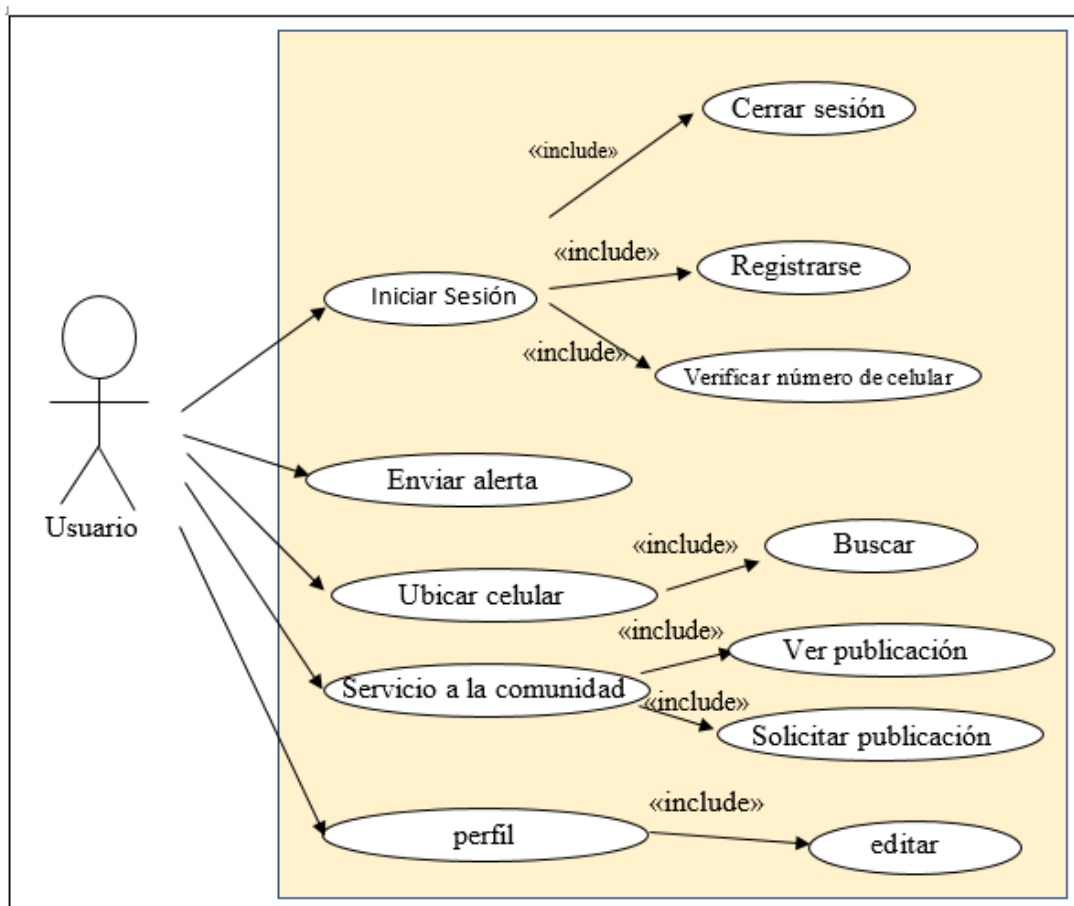 Cerrar sesión
«include»
«include»
Registrarse
Iniciar Sesión
«include»
Verificar número de celular
Enviar alerta
Usuario
«include»
Buscar
Ubicar celular
«include»
Ver publicación
Servicio a la comunidad
«include»
Solicitar publicación
«include»
perfil
editar